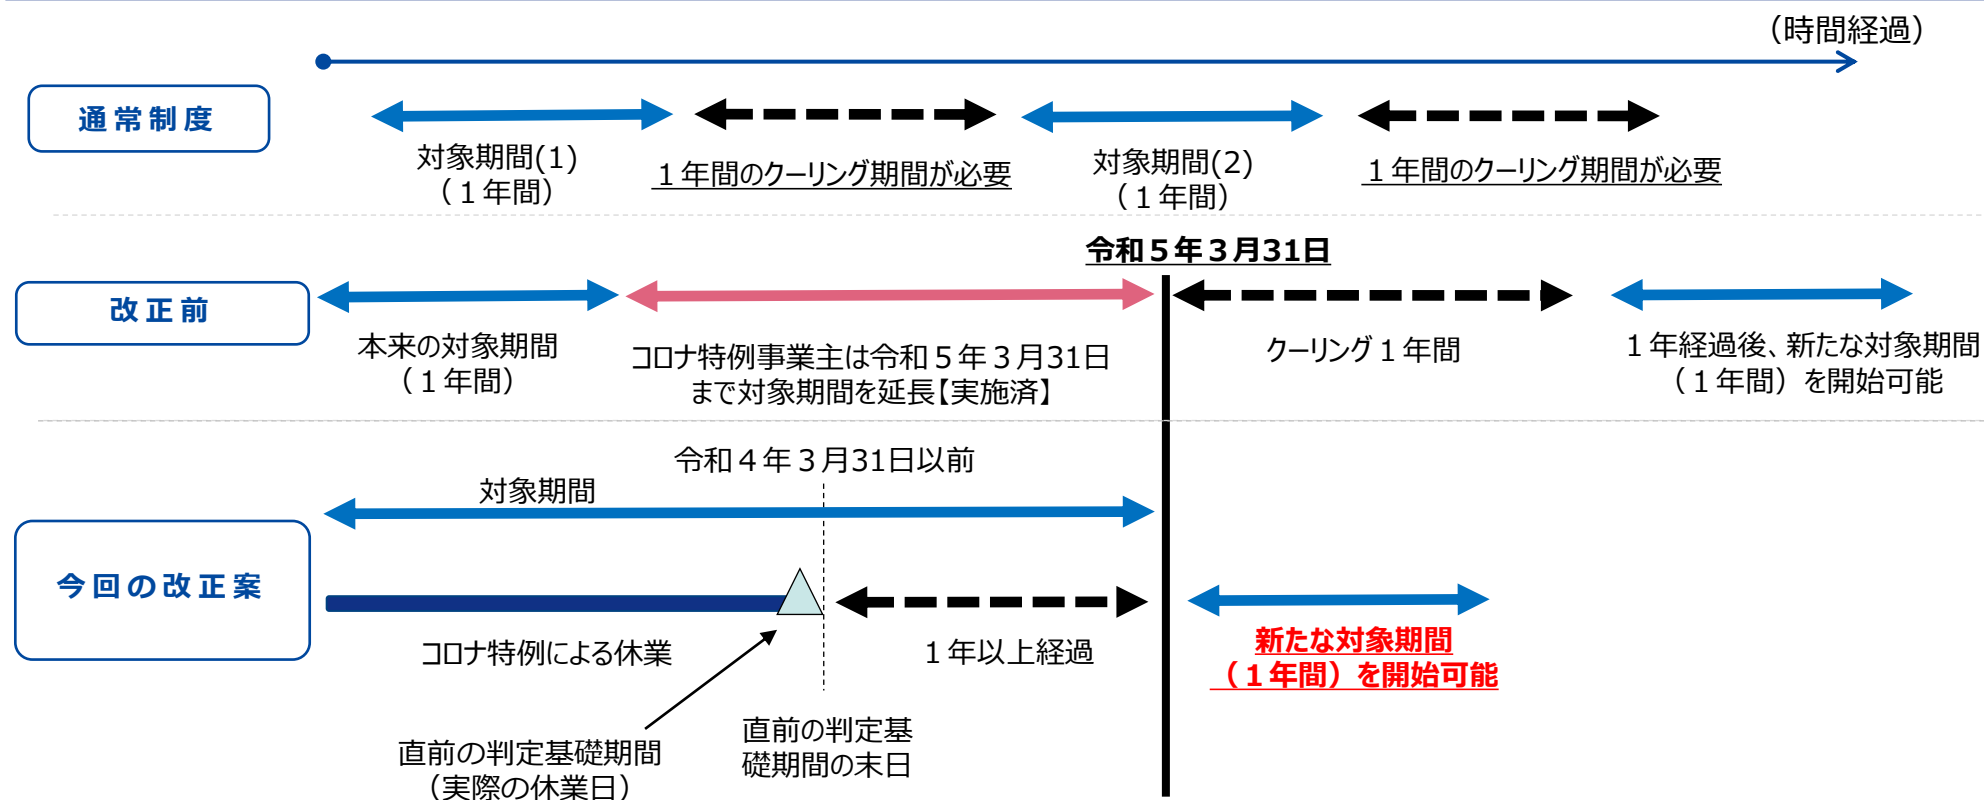 （時間経過）
通常制度
対象期間(1)
（１年間）
１年間のクーリング期間が必要
対象期間(2)
（１年間）
１年間のクーリング期間が必要
令和５年３月31日
改正前
本来の対象期間
（１年間）
コロナ特例事業主は令和５年３月31日
まで対象期間を延長【実施済】
クーリング１年間
１年経過後、新たな対象期間
（１年間）を開始可能
令和４年３月31日以前
対象期間
今回の改正案
コロナ特例による休業
１年以上経過
新たな対象期間
（１年間）を開始可能
直前の判定基礎期間
（実際の休業日）
直前の判定基
礎期間の末日